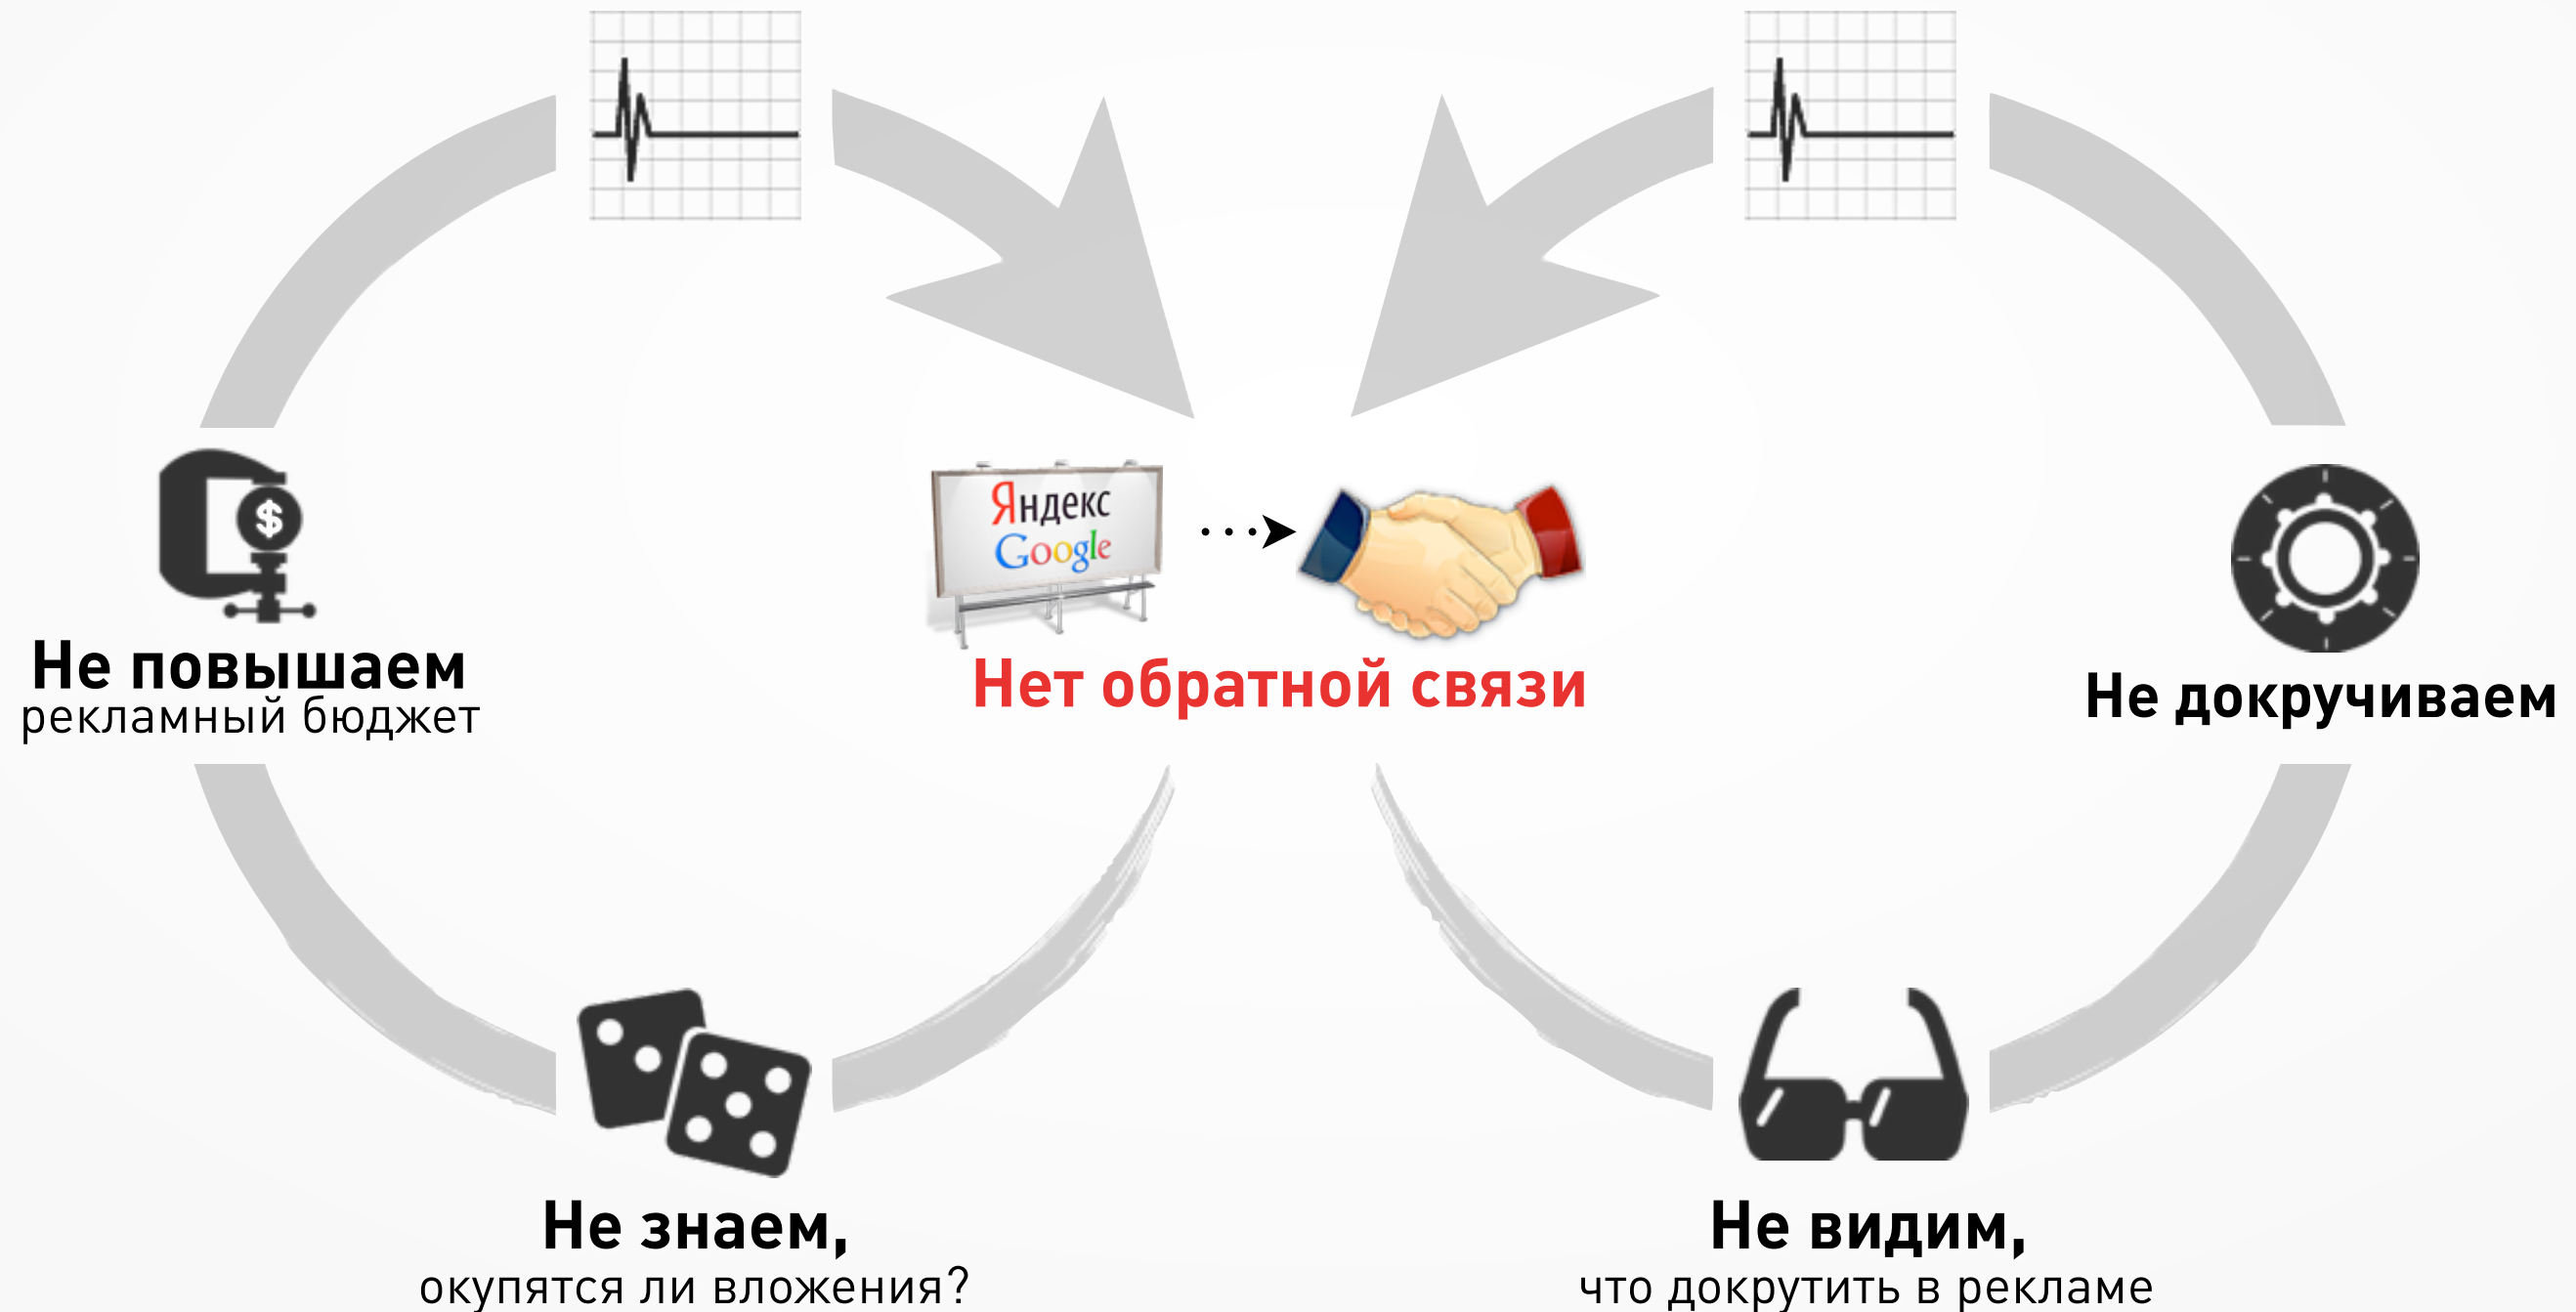 Яндекс
Google
Нет обратной связи
Не повышаем
рекламный бюджет
$
Не докручиваем
Не знаем,
окупятся ли вложения?
Не видим,
что докрутить в рекламе